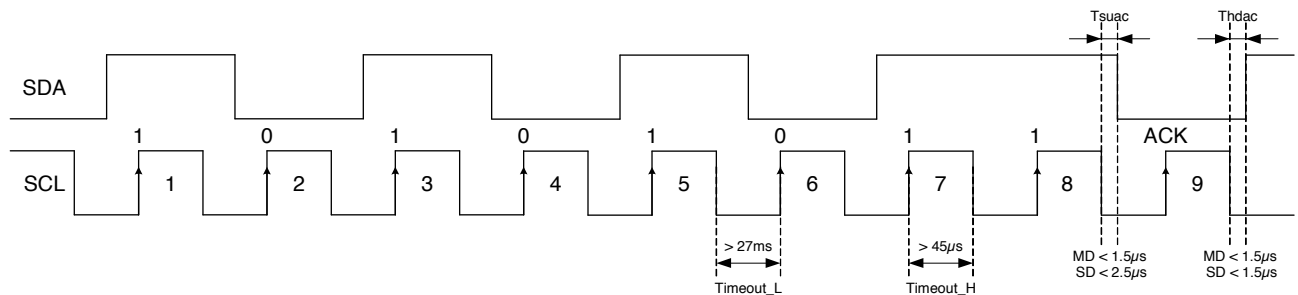 Tsuac Thdac
SDA
1 0 1 0 1 0 1 1 ACK
SCL 1 2 3 4 5 6 7 8 9
> 27ms > 45µs MD < 1.5µs MD < 1.5µs
SD < 2.5µs SD < 1.5µs
Timeout_L Timeout_H